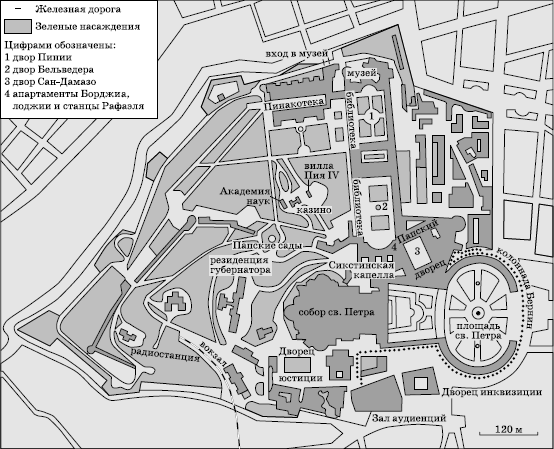 Железная дорога
Зеленые насаждения
Цифрами обозначены:
1 двор Пинии
2 двор Бельведера
3 двор Сан-Дамазо
4 апартаменты Борджиа,
лоджии и станцы Рафаэля
вход в музей
музей
Пинакотека
библиотека
1
вилла
Пия IV
Академия
наук
казино
библиотека
2
Папские сады
4
Папский
дворец
3
резиденция
губернатора
Сикстинская
капелла
колоннада Бернини
собор св. Петра
площадь
св. Петра
радиостанция
вокзал
Дворец
юстиции
Дворец инквизиции
Зал аудиенций
120 м